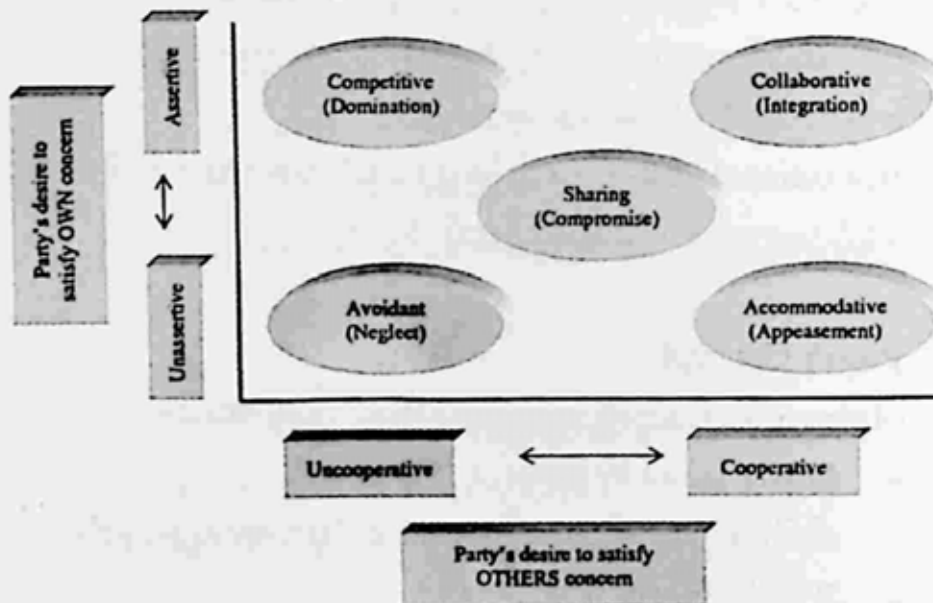 Assertive
Unassertive
Party's desire to
satisfy OWN concern
Competitive
(Domination)
Collaborative
(Integration)
Sharing
(Compromise)
Avoidant
(Neglect)
Accommodative
(Appeasement)
Uncooperative
Cooperative
Party's desire to satisfy
OTHERS concern